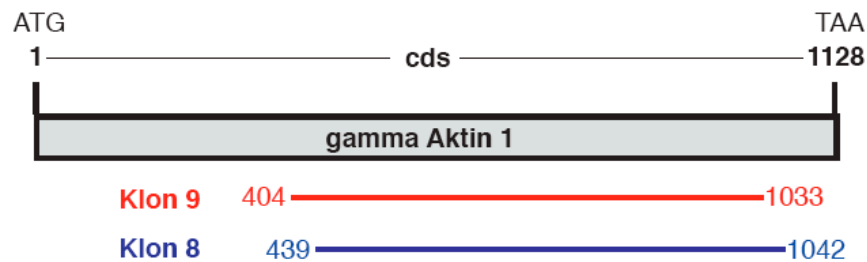 ATG TAA
1 cds 1128
gamma Aktin 1
Klon 9 404 1033
Klon 8 439 1042